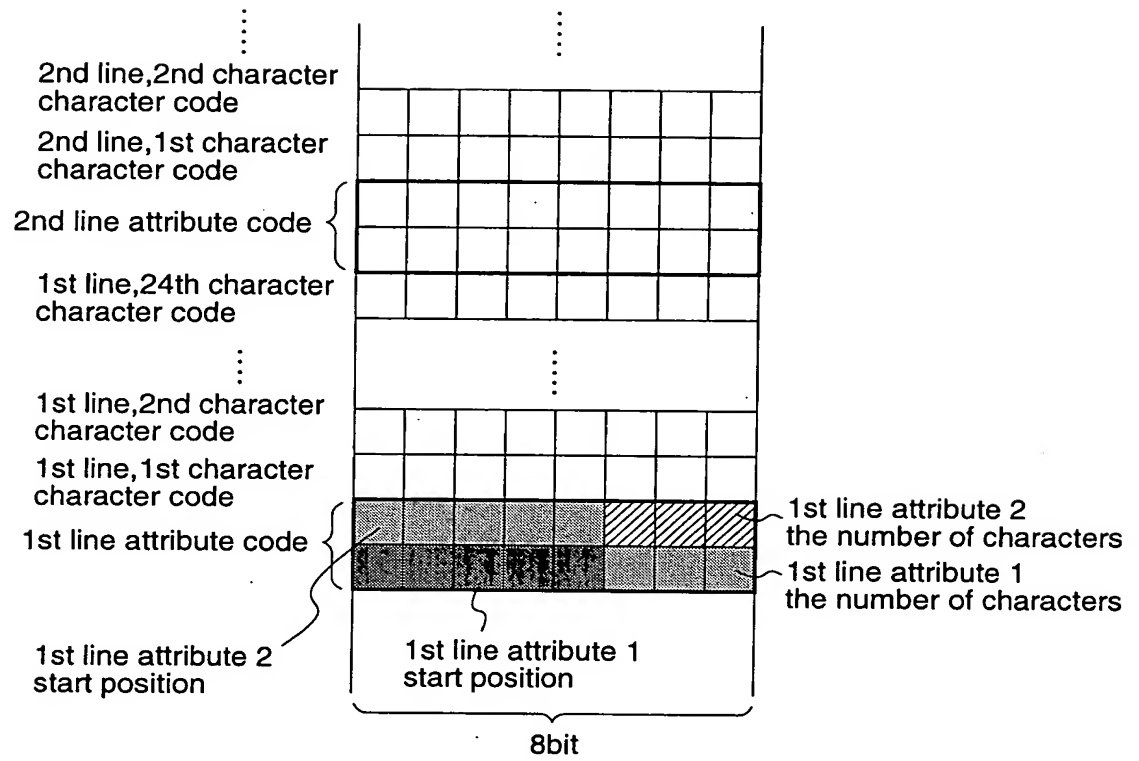 2nd line,2nd character
character code
2nd line,1st character
character code
2nd line attribute code
1st line,24th character
character code
1st line,2nd character
character code
1st line,1st character
character code
1st line attribute code
1st line attribute 2
the number of characters
1st line attribute 1
the number of characters
1st line attribute 2
start position
1st line attribute 1
start position
8bit